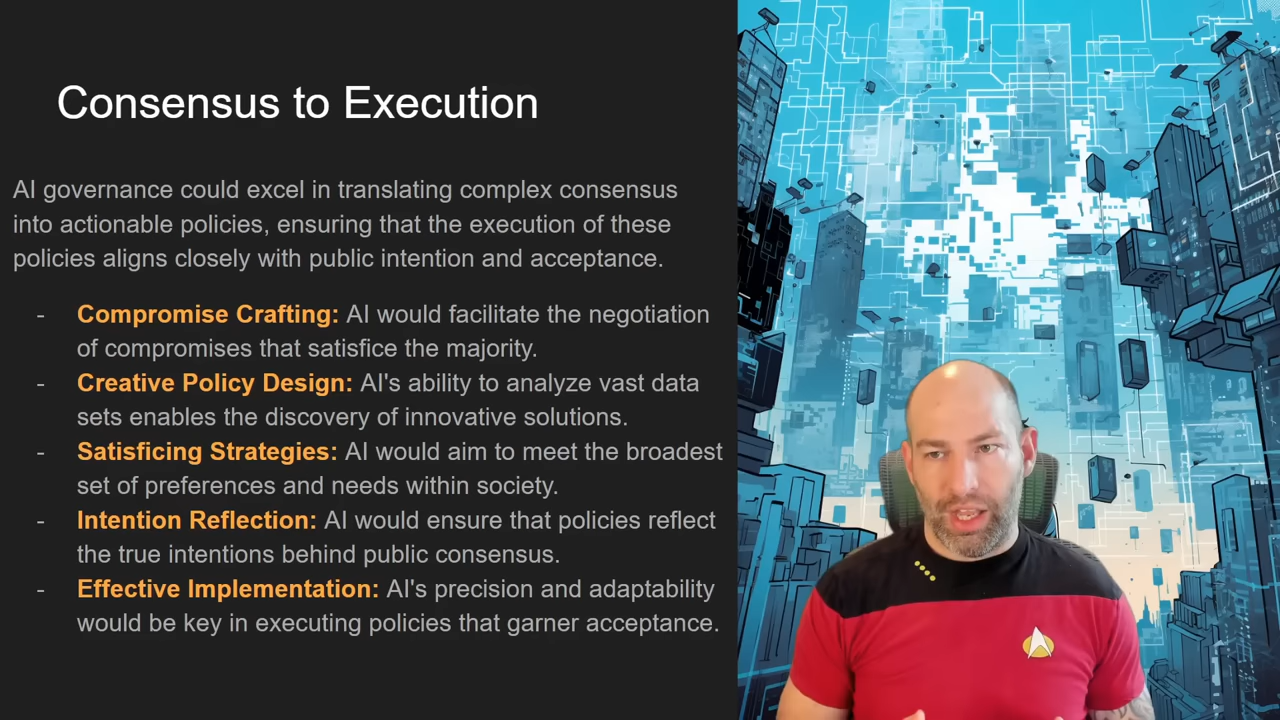 Consensus to Execution
AI governance could excel in translating complex consensus
into actionable policies, ensuring that the execution of these
policies aligns closely with public intention and acceptance.
- Compromise Crafting: AI would facilitate the negotiation
of compromises that satisfice the majority.
- Creative Policy Design: AI's ability to analyze vast data
sets enables the discovery of innovative solutions.
- Satisficing Strategies: AI would aim to meet the broadest
set of preferences and needs within society.
- Intention Reflection: AI would ensure that policies reflect
the true intentions behind public consensus.
- Effective Implementation: AI's precision and adaptability
would be key in executing policies that garner acceptance.